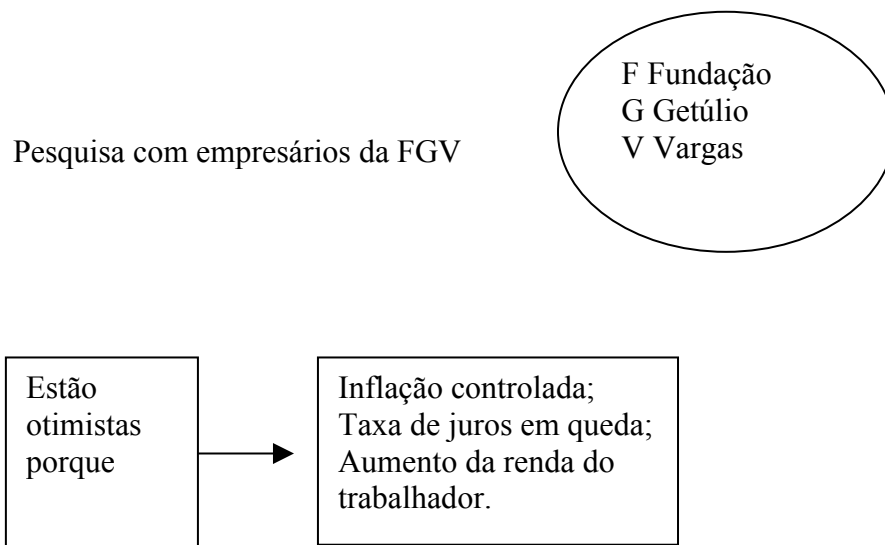 F Fundação
G Getúlio
V Vargas
Pesquisa com empresários da FGV
Estão
otimistas
porque
Inflação controlada;
Taxa de juros em queda;
Aumento da renda do
trabalhador.